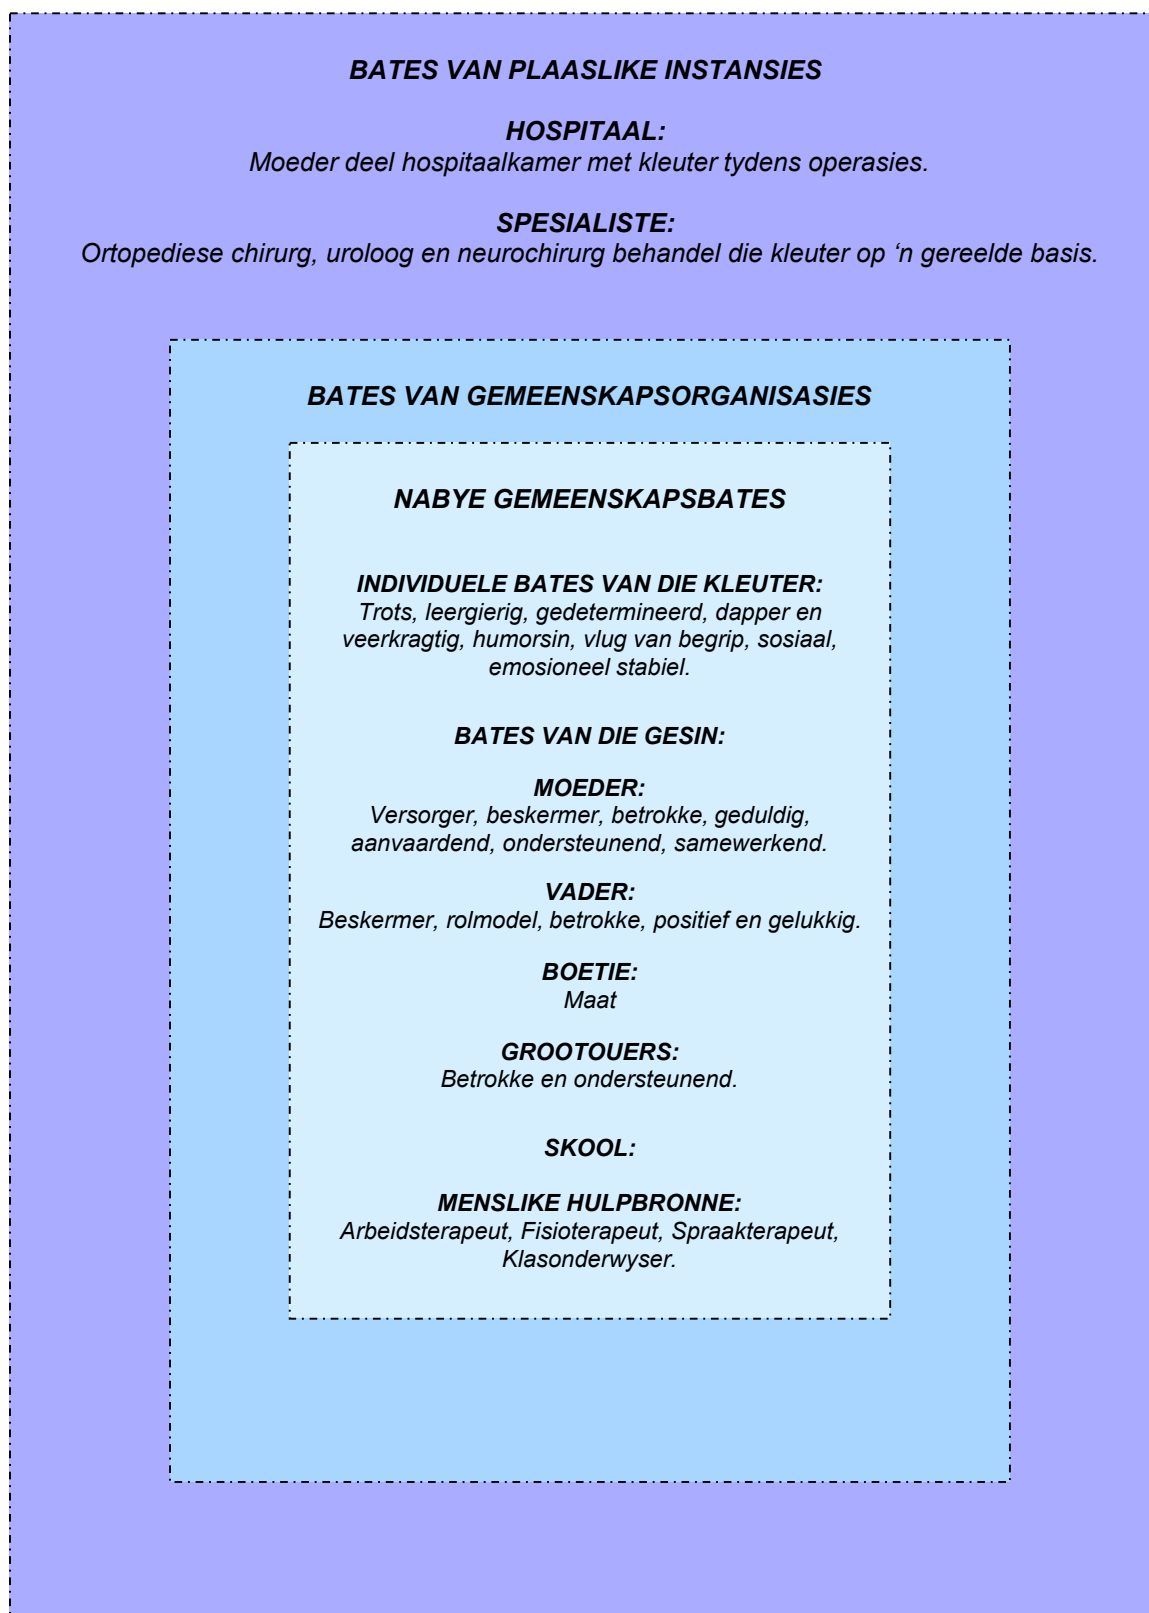 BATES VAN PLAASLIKE INSTANSIES
HOSPITAAL:
Moeder deel hospitaalkamer met kleuter tydens operasies.
SPESIALISTE:
Ortopediese chirurg, uroloog en neurochirurg behandel die kleuter op ‘n gereelde basis.
BATES VAN GEMEENSKAPSORGANISASIES
NABYE GEMEENSKAPSBATES
INDIVIDUELE BATES VAN DIE KLEUTER:
Trots, leergierig, gedetermineerd, dapper en
veerkragtig, humorsin, vlug van begrip, sosiaal,
emosioneel stabiel.
BATES VAN DIE GESIN:
MOEDER:
Versorger, beskermer, betrokke, geduldig,
aanvaardend, ondersteunend, samewerkend.
VADER:
Beskermer, rolmodel, betrokke, positief en gelukkig.
BOETIE:
Maat
GROOTOUERS:
Betrokke en ondersteunend.
SKOOL:
MENSLIKE HULPBRONNE:
Arbeidsterapeut, Fisioterapeut, Spraakterapeut,
Klasonderwyser.